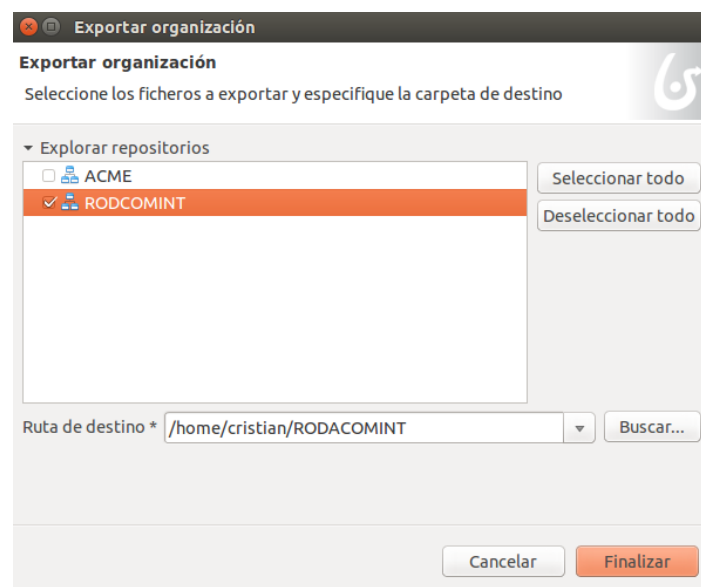 Exportar organización
Exportar organización
Seleccione los ficheros a exportar y especifique la carpeta de destino
Explorar repositorios
ACME
RODCOMINT
Seleccionar todo
Deseleccionar todo
Ruta de destino * /home/cristian/RODACOMINT Buscar...
Cancelar Finalizar